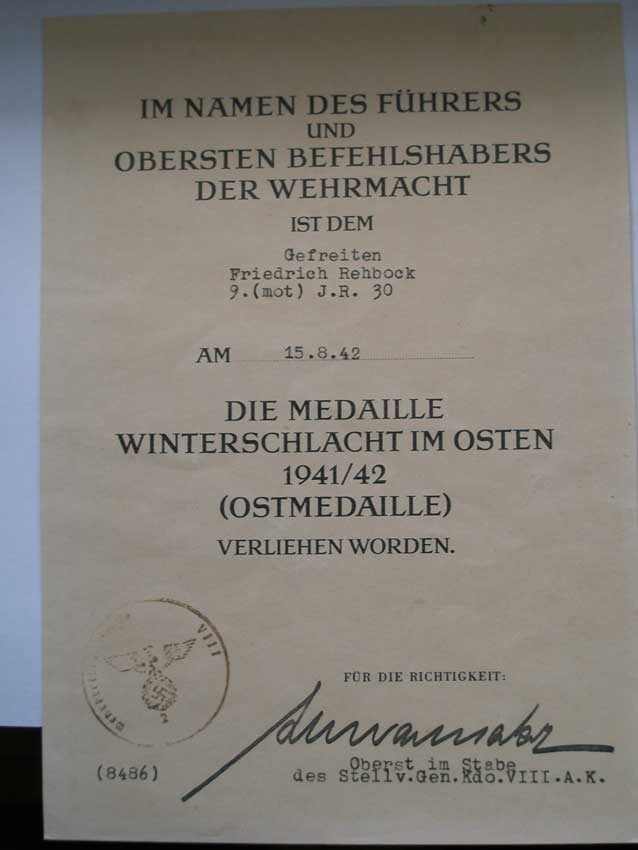 IM NAMEN DES FÜHRERS
UND
OBERSTEN BEFEHLSHABERS
DER WEHRMACHT
IST DEM
Gefreiten
Friedrich Rehbock
9.(mot) J.R. 30
AM 15.8.42
DIE MEDAILLE
WINTERSCHLACHT IM OSTEN
1941/42
(OSTMEDAILLE)
VERLIEHEN WORDEN.
VIII
FÜR DIE RICHTIGKEIT:
(8486)
Oberst im Stabe
des Stellv.Gen.Kdo.VIII.A.K.